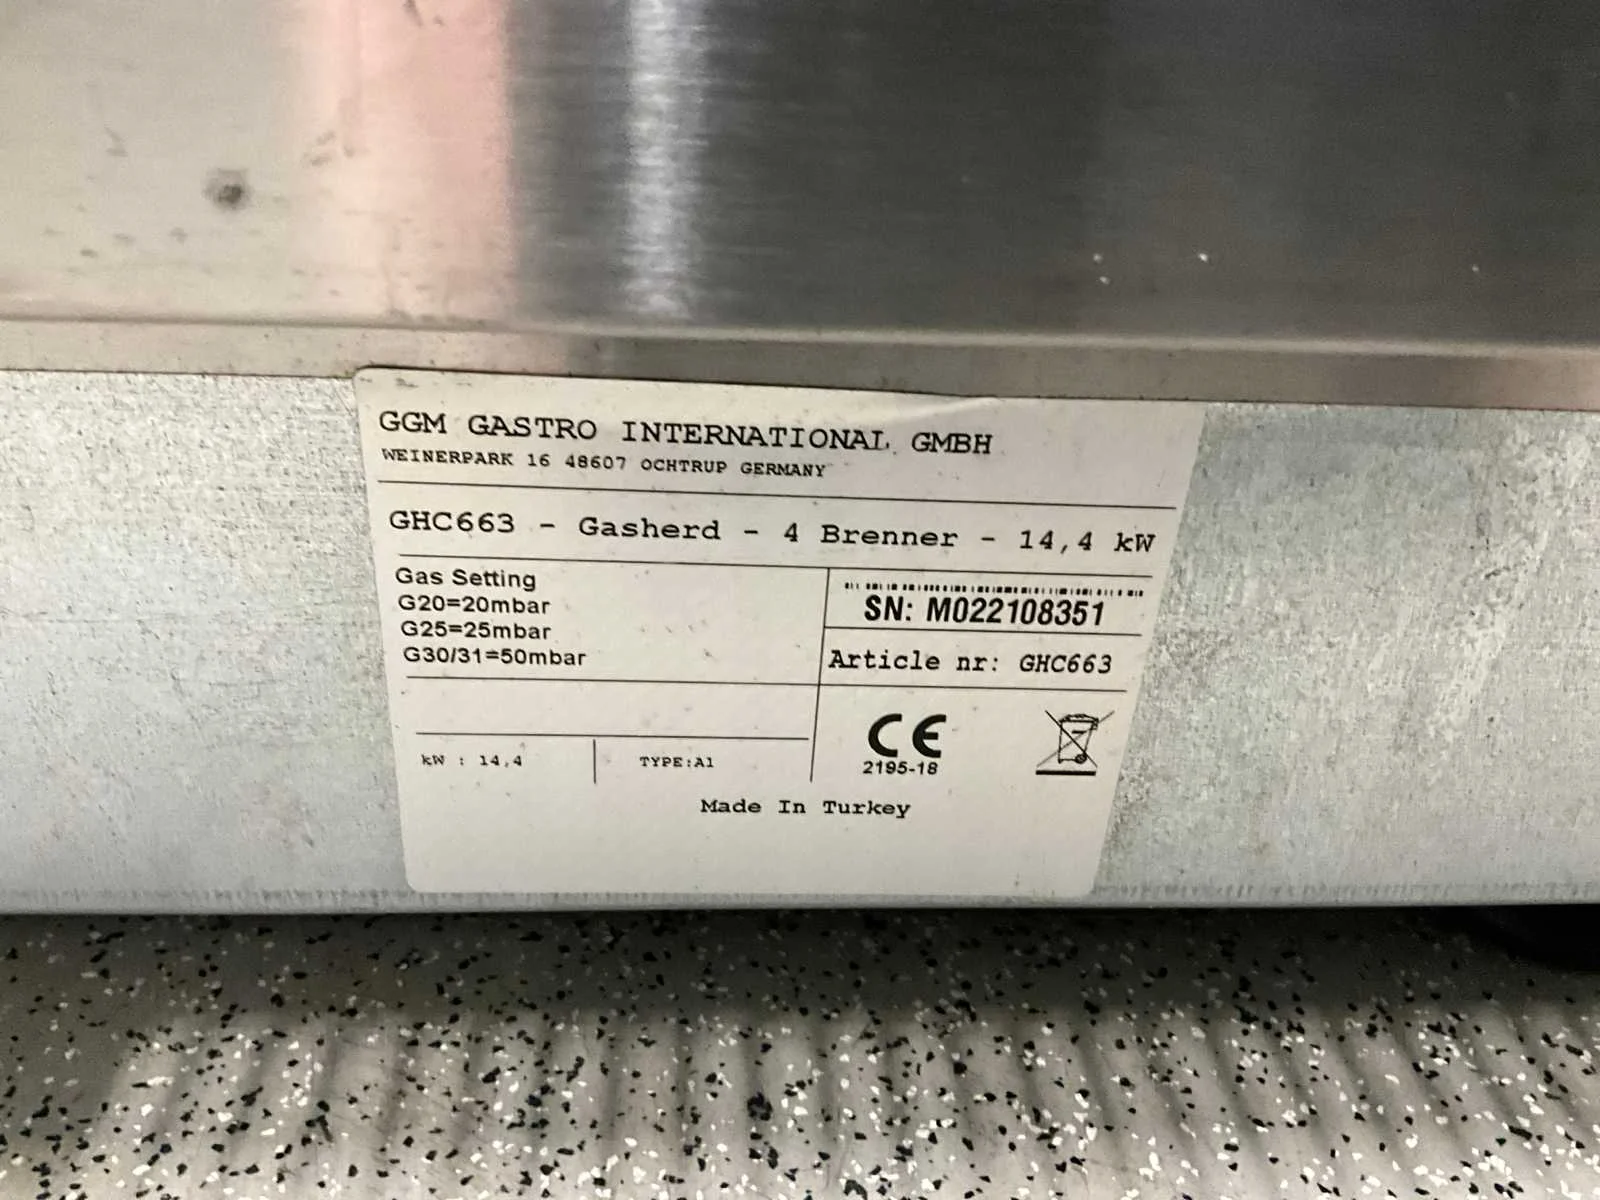 GGM GASTRO INTERNATIONAL GMBH
WEINERPARK 16 48607 OCHTRUP GERMANY
GHC663 - Gasherd - 4 Brenner - 14,4 kW
Gas Setting
G20=20mbar
G25=25mbar
G30/31=50mbar
SN: M022108351
Article nr: GHC663
kW : 14,4
TYPE:A1
CE
2195-18
Made In Turkey